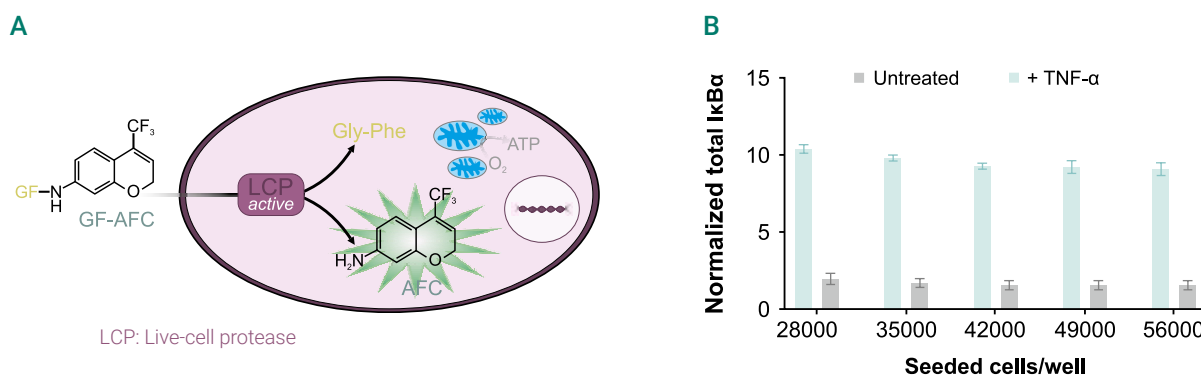 A
CF3
GF
N
H
O
GF-AFC
LCP
active
Gly-Phe
ATP
O2
CF3
H2N
O
AFC
LCP: Live-cell protease
B
Untreated
+ TNF-α
Normalized total IκBα
15
10
5
0
28000 35000 42000 49000 56000
Seeded cells/well